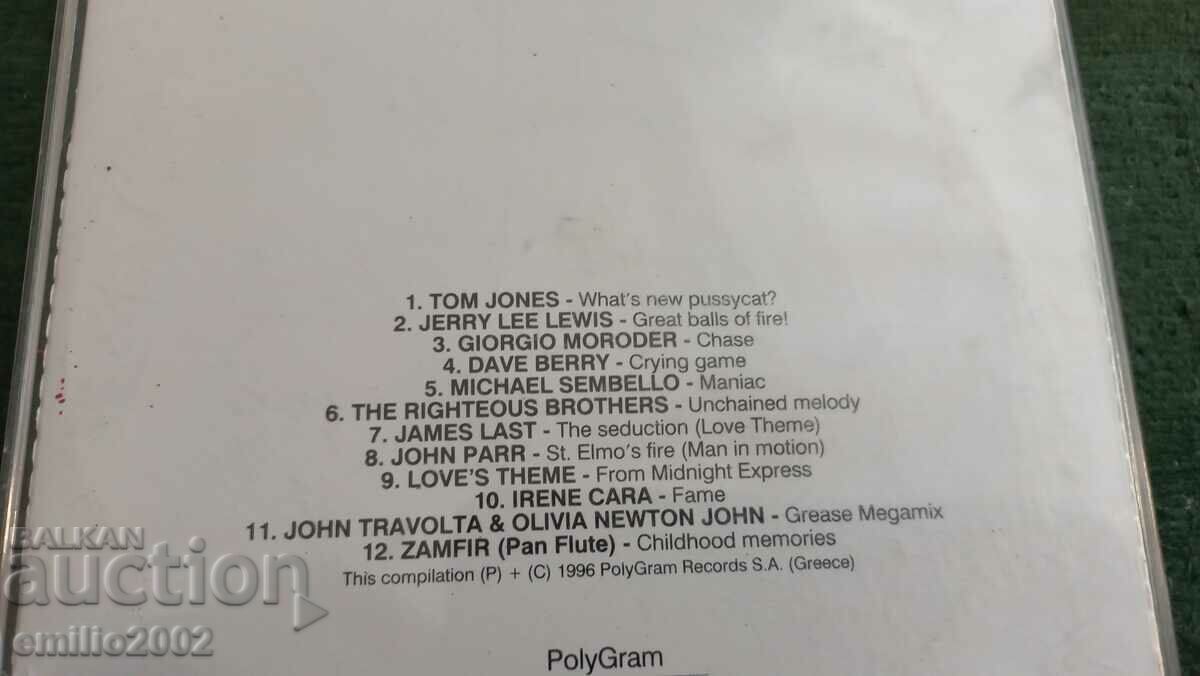 1. TOM JONES - What's new pussycat?
2. JERRY LEE LEWIS - Great balls of fire!
3. GIORGIO MORODER - Chase
4. DAVE BERRY - Crying game
5. MICHAEL SEMBELLO - Maniac
6. THE RIGHTEOUS BROTHERS - Unchained melody
7. JAMES LAST - The seduction (Love Theme)
8. JOHN PARR - St. Elmo's fire (Man in motion)
9. LOVE'S THEME - From Midnight Express
10. IRENE CARA - Fame
11. JOHN TRAVOLTA & OLIVIA NEWTON JOHN - Grease Megamix
12. ZAMFIR (Pan Flute) - Childhood memories
This compilation (P) + (C) 1996 PolyGram Records S.A. (Greece)
PolyGram
BALKAN
auction
emilio2002